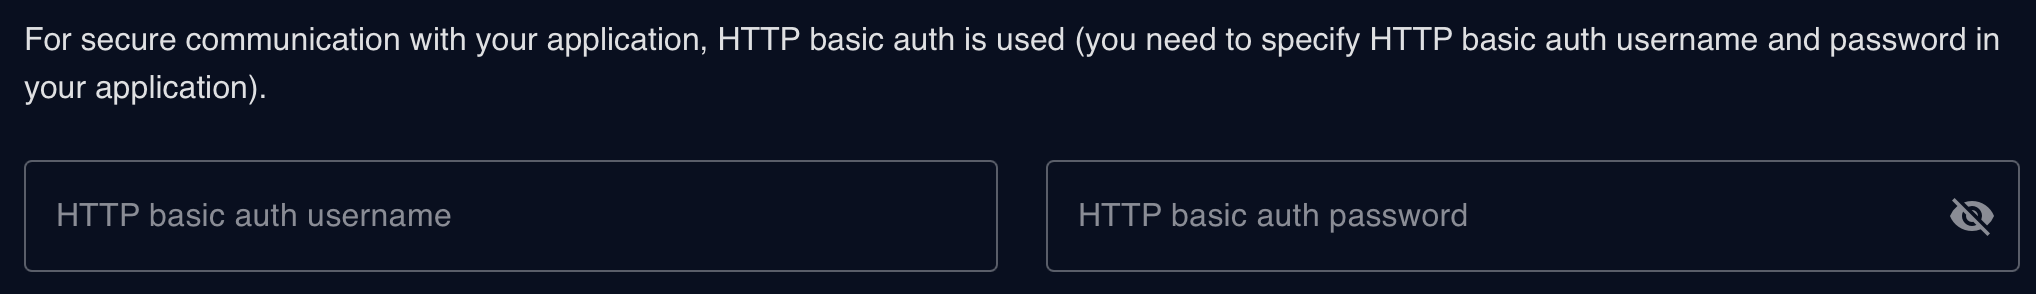 For secure communication with your application, HTTP basic auth is used (you need to specify HTTP basic auth username and password in
your application).
HTTP basic auth username
HTTP basic auth password